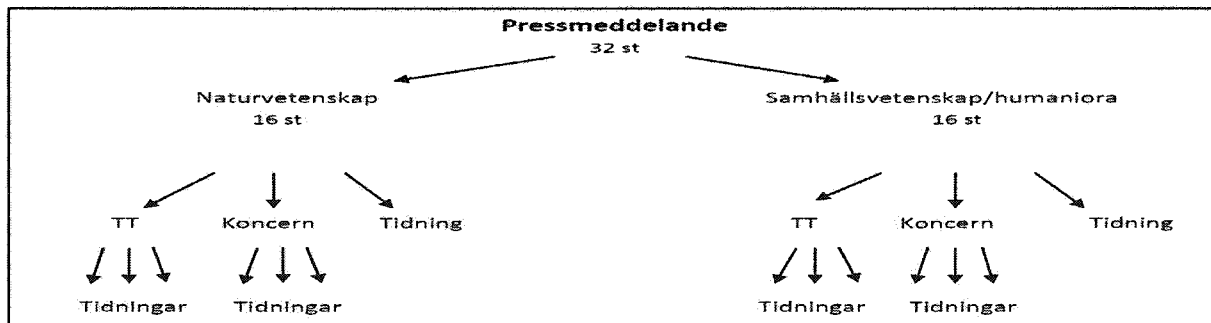 Pressmeddelande
32 st
Naturvetenskap
16 st
Samhällsvetenskap/humaniora
16 st
TT Koncern Tidning
TT Koncern Tidning
Tidningar Tidningar
Tidningar Tidningar